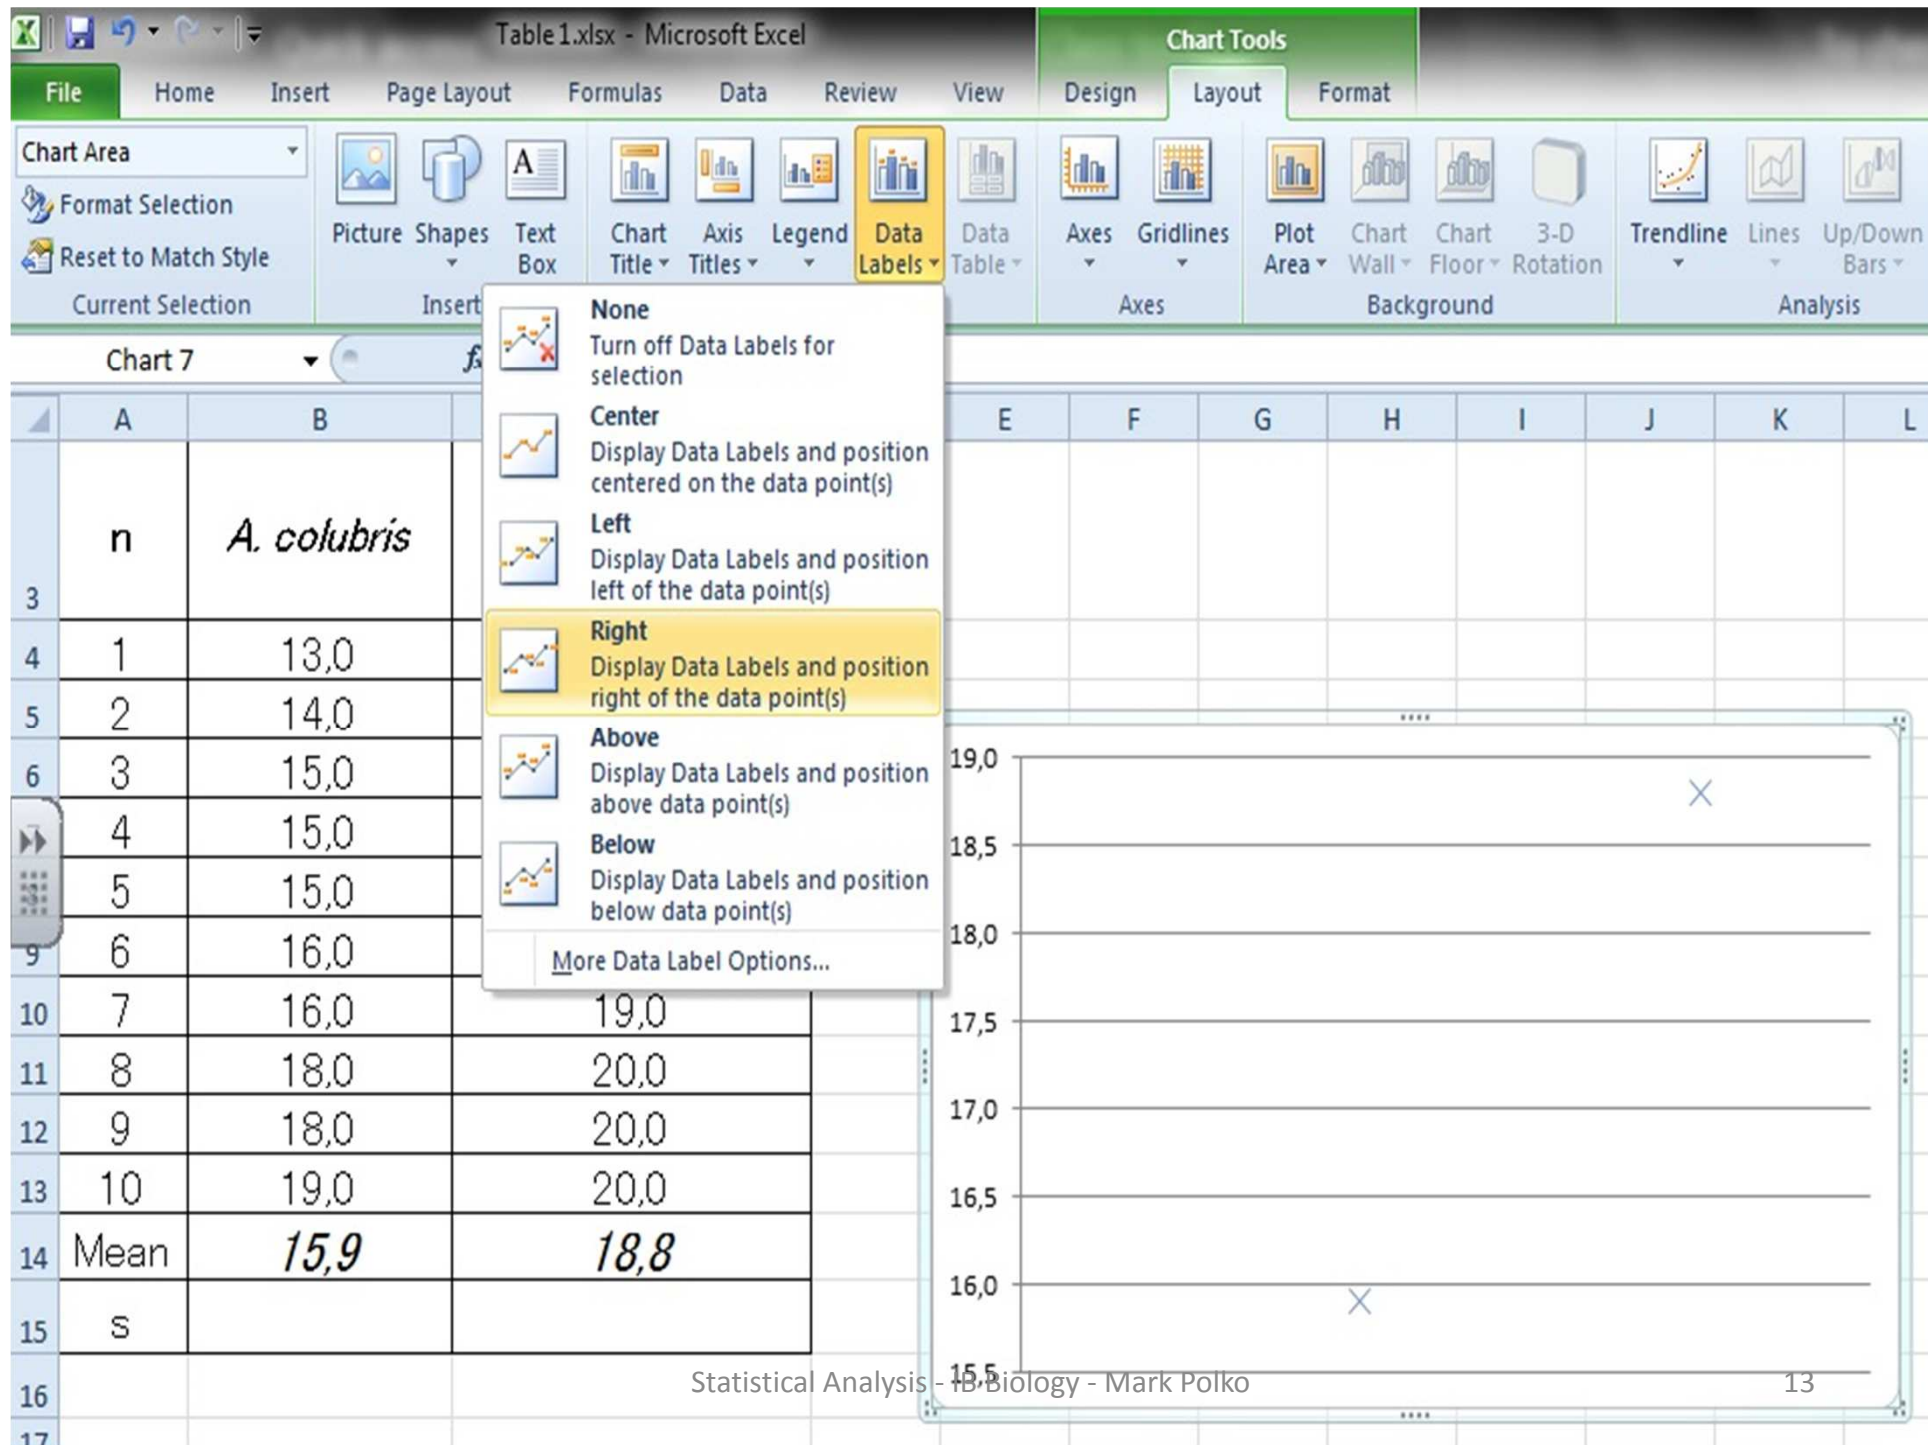 Table 1.xlsx - Microsoft Excel
Chart Tools
File Home Insert Page Layout Formulas Data Review View Design Layout Format
Chart Area
Format Selection
Reset to Match Style
Current Selection
Picture Shapes Text Box
Insert
Chart Title Axis Titles Legend Data Labels Data Table
Axes Gridlines
Axes
Plot Area Chart Wall Chart Floor 3-D Rotation
Background
Trendline Lines Up/Down Bars
Analysis
None
Turn off Data Labels for
selection
Center
Display Data Labels and position
centered on the data point(s)
Left
Display Data Labels and position
left of the data point(s)
Right
Display Data Labels and position
right of the data point(s)
Above
Display Data Labels and position
above data point(s)
Below
Display Data Labels and position
below data point(s)
More Data Label Options...
Chart 7
A B E F G H I J K L
3 n A. colubris
4 1 13,0
5 2 14,0
6 3 15,0
4 15,0
5 15,0
9 6 16,0
10 7 16,0 19,0
11 8 18,0 20,0
12 9 18,0 20,0
13 10 19,0 20,0
14 Mean 15,9 18,8
15 s
16
17
19,0
18,5
18,0
17,5
17,0
16,5
16,0
15,5
Statistical Analysis - IB Biology - Mark Polko
13